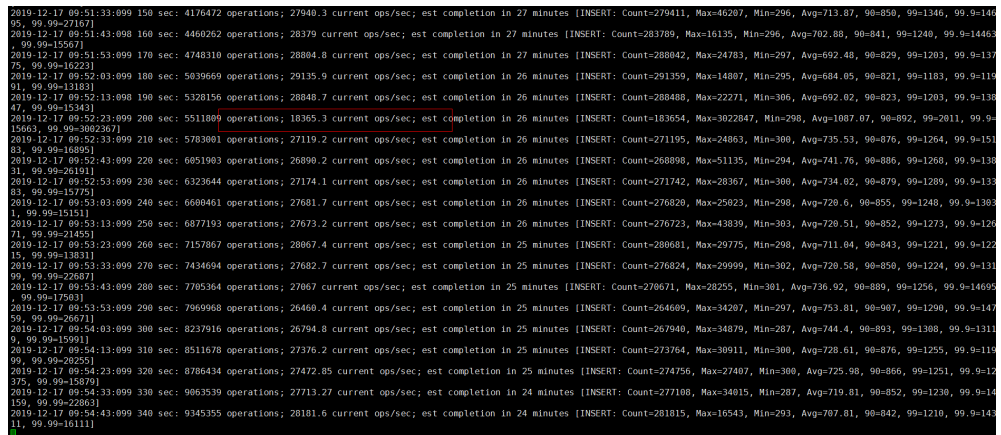 2019-12-17 09:51:33:099 150 sec: 4176472 operations; 27940.3 current ops/sec; est completion in 27 minutes [INSERT: Count=279411, Max=46207, Min=296, Avg=713.87, 90=850, 99=1346, 99.9=146
95, 99.99=27167]
2019-12-17 09:51:43:098 160 sec: 4460262 operations; 28379 current ops/sec; est completion in 27 minutes [INSERT: Count=283789, Max=16135, Min=296, Avg=702.88, 90=841, 99=1240, 99.9=14463
, 99.99=15567]
2019-12-17 09:51:53:099 170 sec: 4748310 operations; 28804.8 current ops/sec; est completion in 27 minutes [INSERT: Count=288042, Max=24783, Min=297, Avg=692.48, 90=829, 99=1203, 99.9=137
75, 99.99=16223]
2019-12-17 09:52:03:099 180 sec: 5039669 operations; 29135.9 current ops/sec; est completion in 26 minutes [INSERT: Count=291359, Max=14807, Min=295, Avg=684.05, 90=821, 99=1183, 99.9=119
91, 99.99=13183]
2019-12-17 09:52:13:098 190 sec: 5328156 operations; 28848.7 current ops/sec; est completion in 26 minutes [INSERT: Count=288488, Max=22271, Min=306, Avg=692.02, 90=823, 99=1203, 99.9=138
47, 99.99=15343]
2019-12-17 09:52:23:099 200 sec: 5511809 operations; 18365.3 current ops/sec; est completion in 26 minutes [INSERT: Count=183654, Max=3022847, Min=298, Avg=1087.07, 90=892, 99=2011, 99.9=
15663, 99.99=3002367]
2019-12-17 09:52:33:099 210 sec: 5783001 operations; 27119.2 current ops/sec; est completion in 26 minutes [INSERT: Count=271195, Max=24863, Min=300, Avg=735.53, 90=876, 99=1264, 99.9=151
83, 99.99=16895]
2019-12-17 09:52:43:099 220 sec: 6051903 operations; 26890.2 current ops/sec; est completion in 26 minutes [INSERT: Count=268898, Max=51135, Min=294, Avg=741.76, 90=886, 99=1268, 99.9=138
31, 99.99=26191]
2019-12-17 09:52:53:099 230 sec: 6323644 operations; 27174.1 current ops/sec; est completion in 26 minutes [INSERT: Count=271742, Max=28367, Min=300, Avg=734.02, 90=879, 99=1289, 99.9=133
83, 99.99=15775]
2019-12-17 09:53:03:099 240 sec: 6600461 operations; 27681.7 current ops/sec; est completion in 26 minutes [INSERT: Count=276820, Max=25023, Min=298, Avg=720.6, 90=855, 99=1248, 99.9=1303
1, 99.99=15151]
2019-12-17 09:53:13:099 250 sec: 6877193 operations; 27673.2 current ops/sec; est completion in 26 minutes [INSERT: Count=276723, Max=43839, Min=303, Avg=720.51, 90=852, 99=1273, 99.9=126
71, 99.99=21455]
2019-12-17 09:53:23:099 260 sec: 7157867 operations; 28067.4 current ops/sec; est completion in 25 minutes [INSERT: Count=280681, Max=29775, Min=298, Avg=711.04, 90=843, 99=1221, 99.9=122
15, 99.99=13831]
2019-12-17 09:53:33:099 270 sec: 7434694 operations; 27682.7 current ops/sec; est completion in 25 minutes [INSERT: Count=276824, Max=29999, Min=302, Avg=720.58, 90=850, 99=1224, 99.9=131
99, 99.99=22687]
2019-12-17 09:53:43:099 280 sec: 7705364 operations; 27067 current ops/sec; est completion in 25 minutes [INSERT: Count=270671, Max=28255, Min=301, Avg=736.92, 90=889, 99=1256, 99.9=14695
, 99.99=17503]
2019-12-17 09:53:53:099 290 sec: 7969968 operations; 26460.4 current ops/sec; est completion in 25 minutes [INSERT: Count=264609, Max=34207, Min=297, Avg=753.81, 90=907, 99=1290, 99.9=147
59, 99.99=26671]
2019-12-17 09:54:03:099 300 sec: 8237916 operations; 26794.8 current ops/sec; est completion in 25 minutes [INSERT: Count=267940, Max=34879, Min=287, Avg=744.4, 90=893, 99=1308, 99.9=1311
9, 99.99=15991]
2019-12-17 09:54:13:099 310 sec: 8511678 operations; 27376.2 current ops/sec; est completion in 25 minutes [INSERT: Count=273764, Max=30911, Min=306, Avg=728.61, 90=876, 99=1255, 99.9=119
99, 99.99=20255]
2019-12-17 09:54:23:099 320 sec: 8786434 operations; 27472.85 current ops/sec; est completion in 25 minutes [INSERT: Count=274756, Max=27407, Min=300, Avg=725.98, 90=866, 99=1251, 99.9=12
375, 99.99=15879]
2019-12-17 09:54:33:099 330 sec: 9063539 operations; 27713.27 current ops/sec; est completion in 24 minutes [INSERT: Count=277108, Max=34015, Min=287, Avg=719.81, 90=852, 99=1230, 99.9=14
159, 99.99=22863]
2019-12-17 09:54:43:099 340 sec: 9345355 operations; 28181.6 current ops/sec; est completion in 24 minutes [INSERT: Count=281815, Max=16543, Min=293, Avg=707.81, 90=842, 99=1210, 99.9=143
11, 99.99=16111]